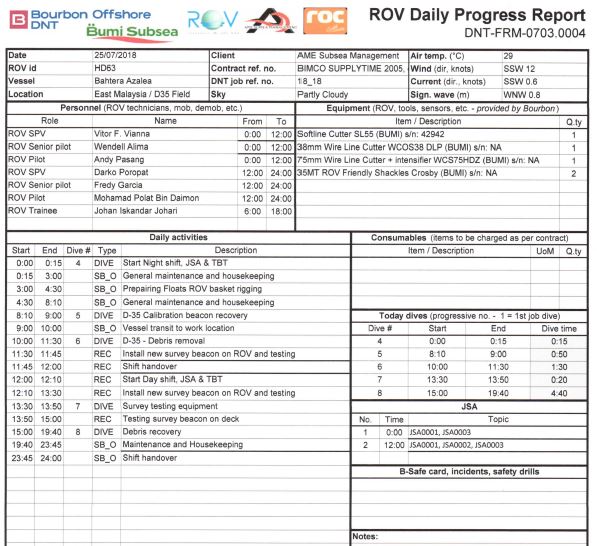 Bourbon Offshore
DNT
Bumi Subsea
ROV
roc
ROV Daily Progress Report
DNT-FRM-0703.0004
Date 25/07/2018 Client AME Subsea Management Air temp. (°C) 29
ROV id HD63 Contract ref. no. BIMCO SUPPLYTIME 2005, Wind (dir, knots) SSW 12
Vessel Bahtera Azalea DNT job ref. no. 18_18 Current (dir., knots) SSW 0.6
Location East Malaysia / D35 Field Sky Partly Cloudy Sign. wave (m) WNW 0.8
Personnel (ROV technicians, mob, demob, etc.) Equipment (ROV, tools, sensors, etc. - provided by Bourbon)
Role Name From To Item / Description Q.ty
ROV SPV Vitor F. Vianna 0:00 12:00 Softline Cutter SL55 (BUMI) s/n: 42942 1
ROV Senior pilot Wendell Alima 0:00 12:00 38mm Wire Line Cutter WCOS38 DLP (BUMI) s/n: NA 1
ROV Pilot Andy Pasang 0:00 12:00 75mm Wire Line Cutter + intensifier WCS75HDZ (BUMI) s/n: NA 1
ROV SPV Darko Poropat 12:00 24:00 35MT ROV Friendly Shackles Crosby (BUMI) s/n: NA 2
ROV Senior pilot Fredy Garcia 12:00 24:00
ROV Pilot Mohamad Polat Bin Daimon 12:00 24:00
ROV Trainee Johan Iskandar Johari 6:00 18:00
Daily activities
Start End Dive # Type Description
0:00 0:15 4 DIVE Start Night shift, JSA & TBT
0:15 3:00 SB_O General maintenance and housekeeping
3:00 4:30 SB_O Prepairing Floats ROV basket rigging
4:30 8:10 SB_O General maintenance and housekeeping
8:10 9:00 5 DIVE D-35 Calibration beacon recovery
9:00 10:00 SB_O Vessel transit to work location
10:00 11:30 6 DIVE D-35 - Debris removal
11:30 11:45 REC Install new survey beacon on ROV and testing
11:45 12:00 REC Shift handover
12:00 12:10 REC Start Day shift, JSA & TBT
12:10 13:30 REC Install new survey beacon on ROV and testing
13:30 13:50 7 DIVE Survey testing equipment
13:50 15:00 REC Testing survey beacon on deck
15:00 19:40 8 DIVE Debris recovery
19:40 23:45 SB_O Maintenance and Housekeeping
23:45 24:00 SB_O Shift handover
Consumables (items to be charged as per contract)
Item / Description UoM Q.ty
Today dives (progressive no. - 1 = 1st job dive)
Dive # Start End Dive time
4 0:00 0:15 0:15
5 8:10 9:00 0:50
6 10:00 11:30 1:30
7 13:30 13:50 0:20
8 15:00 19:40 4:40
JSA
No. Time Topic
1 0:00 JSA0001, JSA0003
2 12:00 JSA0001, JSA0002, JSA0003
B-Safe card, incidents, safety drills
Notes: